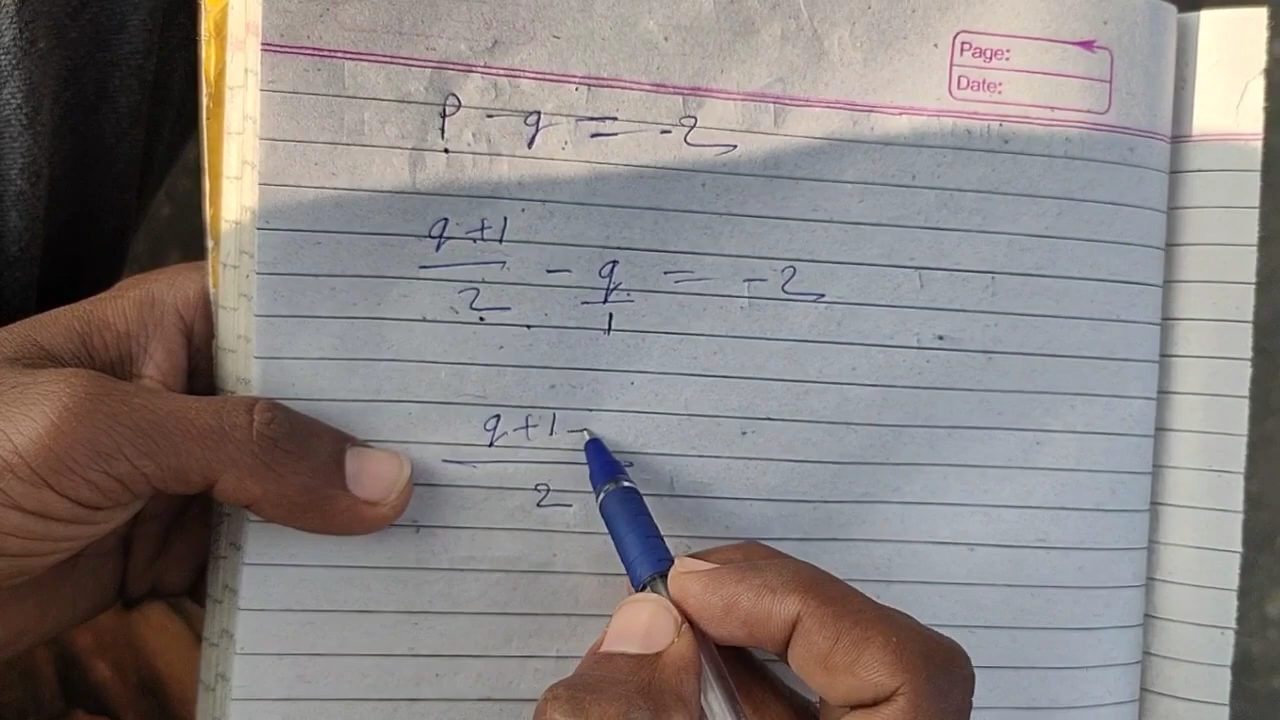 Page:
Date:
p - q = -2
q+1/2 - q/1 = -2
q+1-/2